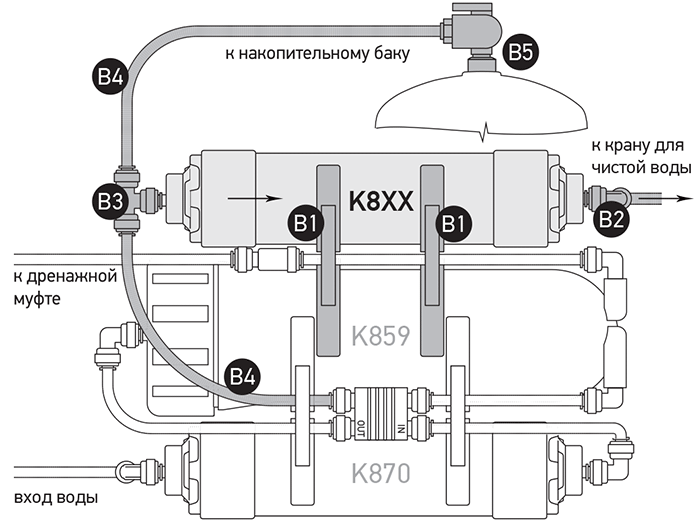 к накопительному баку
B5
B4
к крану для
чистой воды
B3
K8XX
B1
B1
B2
к дренажной
муфте
K859
B4
OUT
IN
K870
вход воды